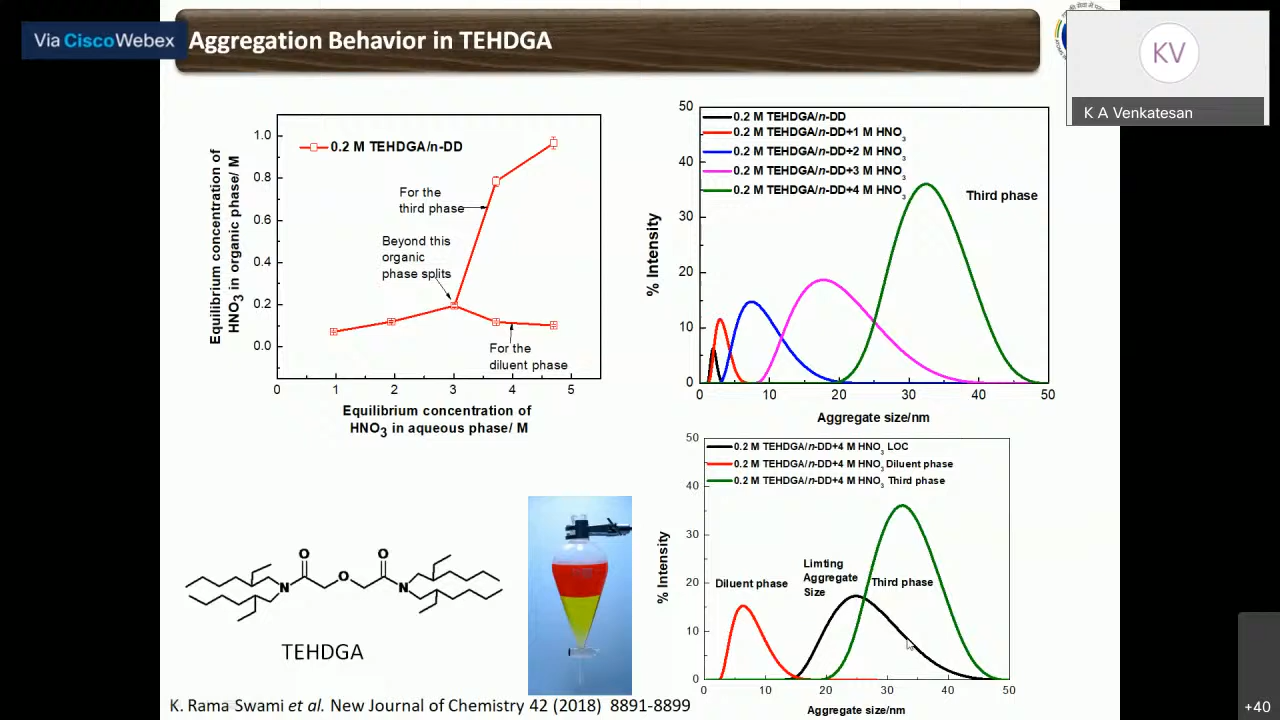 Via CiscoWebex
Aggregation Behavior in TEHDGA
KV
K A Venkatesan
0.2 M TEHDGA/n-DD
For the
third phase
Beyond this
organic
phase splits
For the
diluent phase
Equilibrium concentration of
HNO3 in organic phase/ M
1.0
0.8
0.6
0.4
0.2
0.0
0 1 2 3 4 5
Equilibrium concentration of
HNO3 in aqueous phase/ M
50
40
30
20
10
0
% Intensity
0.2 M TEHDGA/n-DD
0.2 M TEHDGA/n-DD+1 M HNO3
0.2 M TEHDGA/n-DD+2 M HNO3
0.2 M TEHDGA/n-DD+3 M HNO3
0.2 M TEHDGA/n-DD+4 M HNO3
Third phase
0 10 20 30 40 50
Aggregate size/nm
50
40
30
20
10
0
% Intensity
0.2 M TEHDGA/n-DD+4 M HNO3 LOC
0.2 M TEHDGA/n-DD+4 M HNO3 Diluent phase
0.2 M TEHDGA/n-DD+4 M HNO3 Third phase
Diluent phase
Limting
Aggregate
Size
Third phase
0 10 20 30 40 50
Aggregate size/nm
O O
N O N
TEHDGA
K. Rama Swami et al. New Journal of Chemistry 42 (2018) 8891-8899
+40